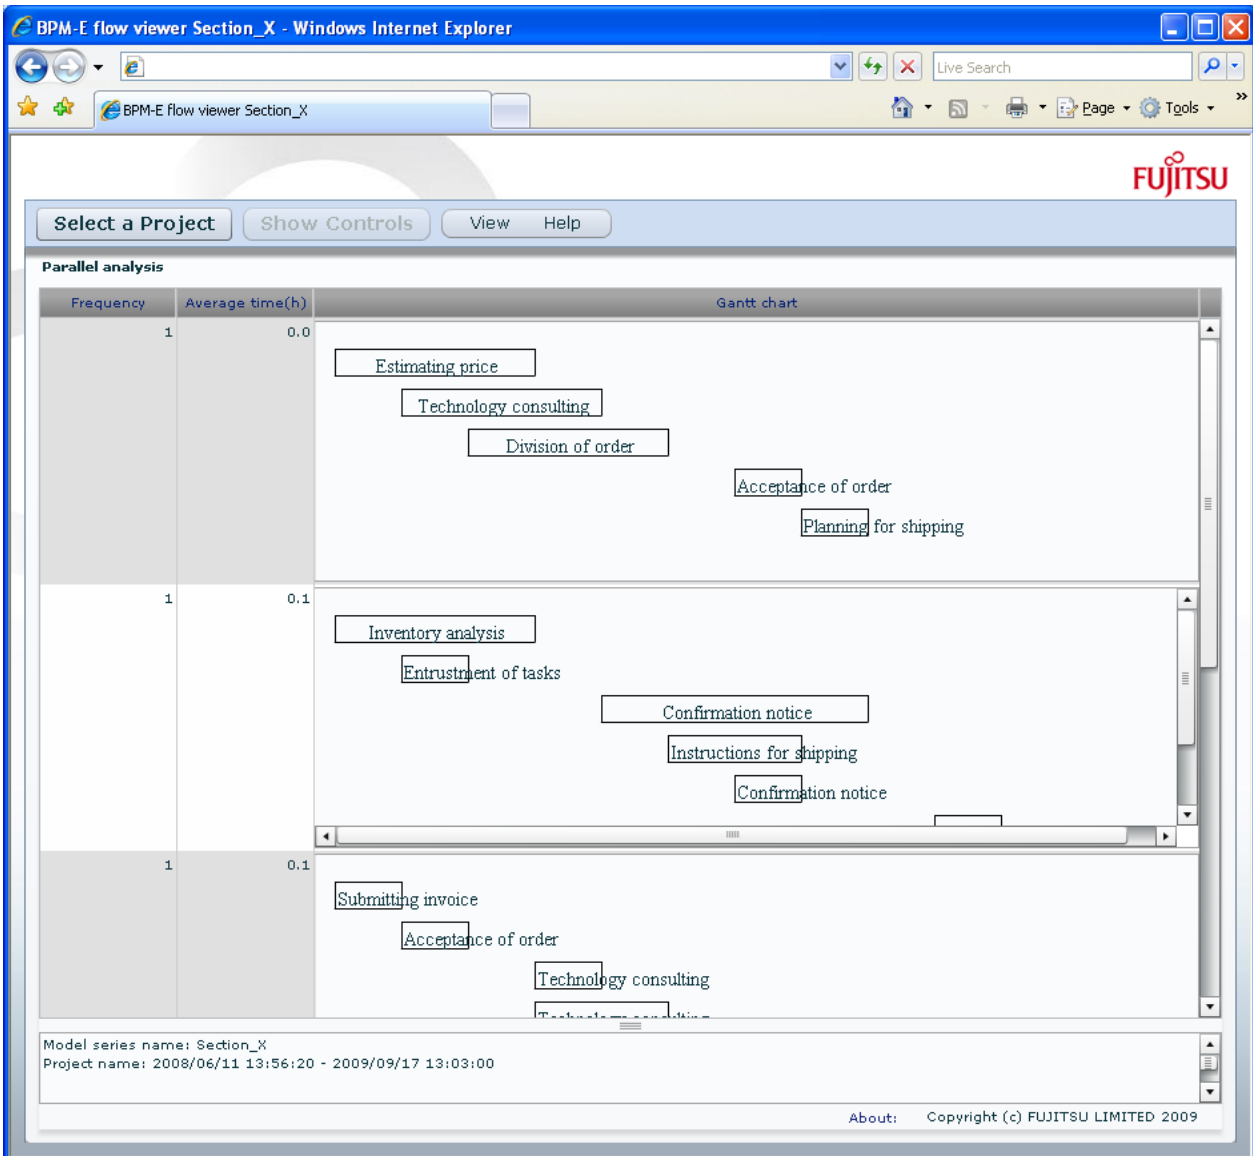 BPM-E flow viewer Section_X - Windows Internet Explorer
Live Search
BPM-E flow viewer Section_X
Page
Tools
»
FUJITSU
Select a Project Show Controls View Help
Parallel analysis
Frequency Average time(h) Gantt chart
1 0.0
Estimating price
Technology consulting
Division of order
Acceptance of order
Planning for shipping
1 0.1
Inventory analysis
Entrustment of tasks
Confirmation notice
Instructions for shipping
Confirmation notice
1 0.1
Submitting invoice
Acceptance of order
Technology consulting
Technology consulting
Model series name: Section_X
Project name: 2008/06/11 13:56:20 - 2009/09/17 13:03:00
About: Copyright (c) FUJITSU LIMITED 2009